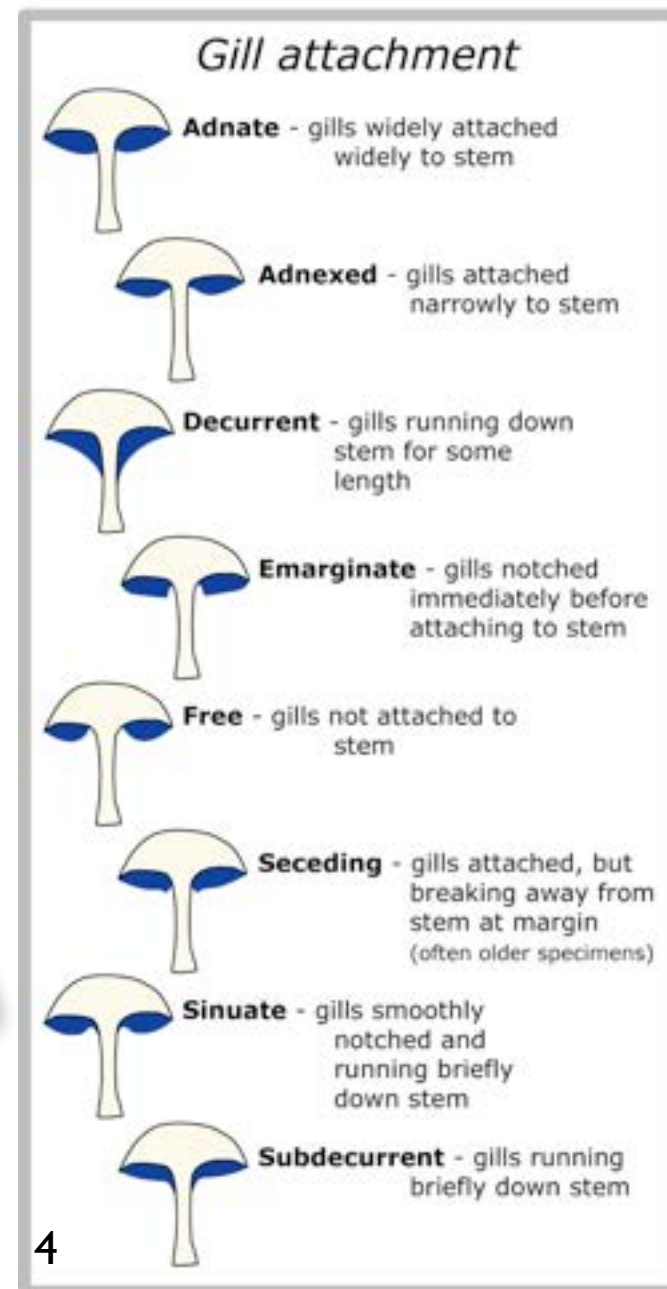 Gill attachment
Adnate - gills widely attached
widely to stem
Adnexed - gills attached
narrowly to stem
Decurrent - gills running down
stem for some
length
Emarginate - gills notched
immediately before
attaching to stem
Free - gills not attached to
stem
Seceding - gills attached, but
breaking away from
stem at margin
(often older specimens)
Sinuate - gills smoothly
notched and
running briefly
down stem
Subdecurrent - gills running
briefly down stem
4